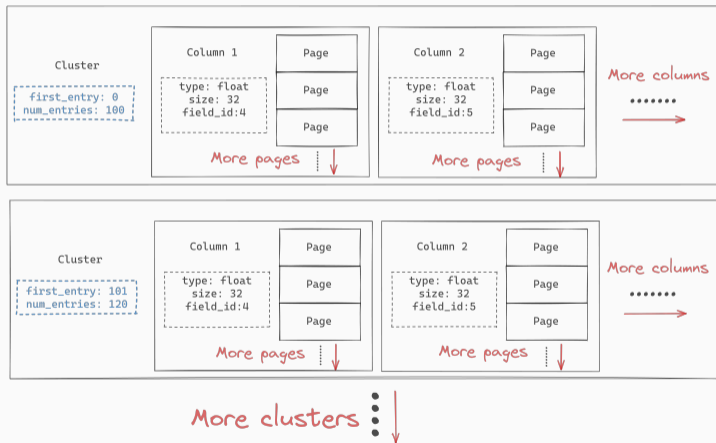 Cluster
first_entry: 0
num_entries: 100
Column 1
type: float
size: 32
field_id:4
Page
Page
Page
More pages
Column 2
type: float
size: 32
field_id:5
Page
Page
Page
More pages
More columns
Cluster
first_entry: 101
num_entries: 120
Column 1
type: float
size: 32
field_id:4
Page
Page
Page
More pages
Column 2
type: float
size: 32
field_id:5
Page
Page
Page
More pages
More columns
More clusters